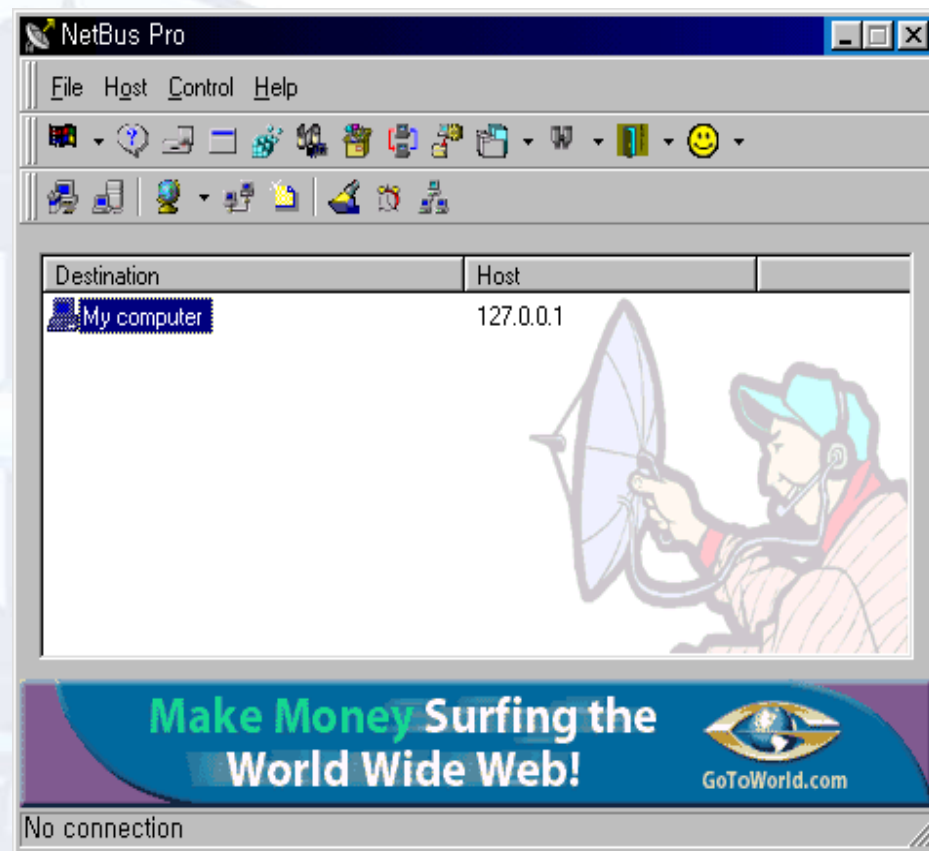 NetBus Pro
File Host Control Help
Destination Host
My computer 127.0.0.1
Make Money Surfing the
World Wide Web!
GoToWorld.com
No connection